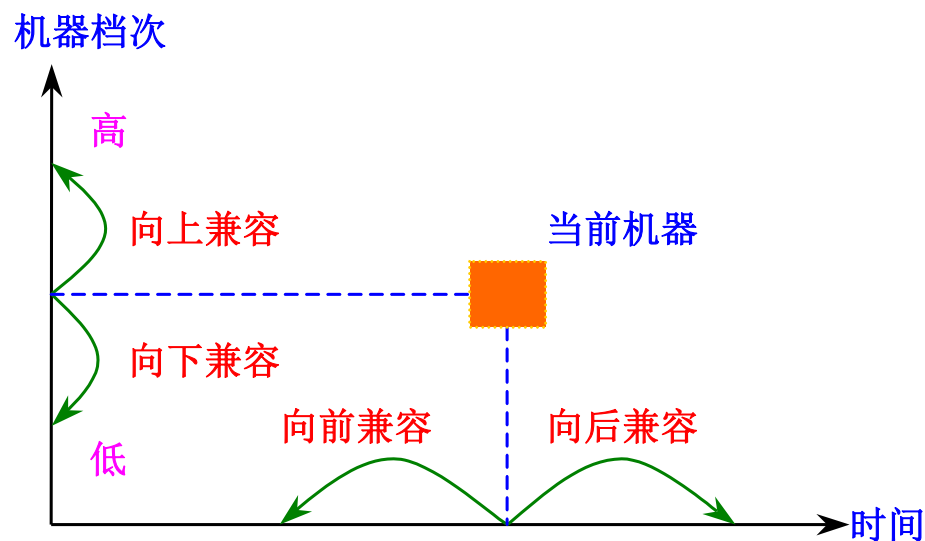 机器档次
高
向上兼容
当前机器
向下兼容
向前兼容
向后兼容
低
时间